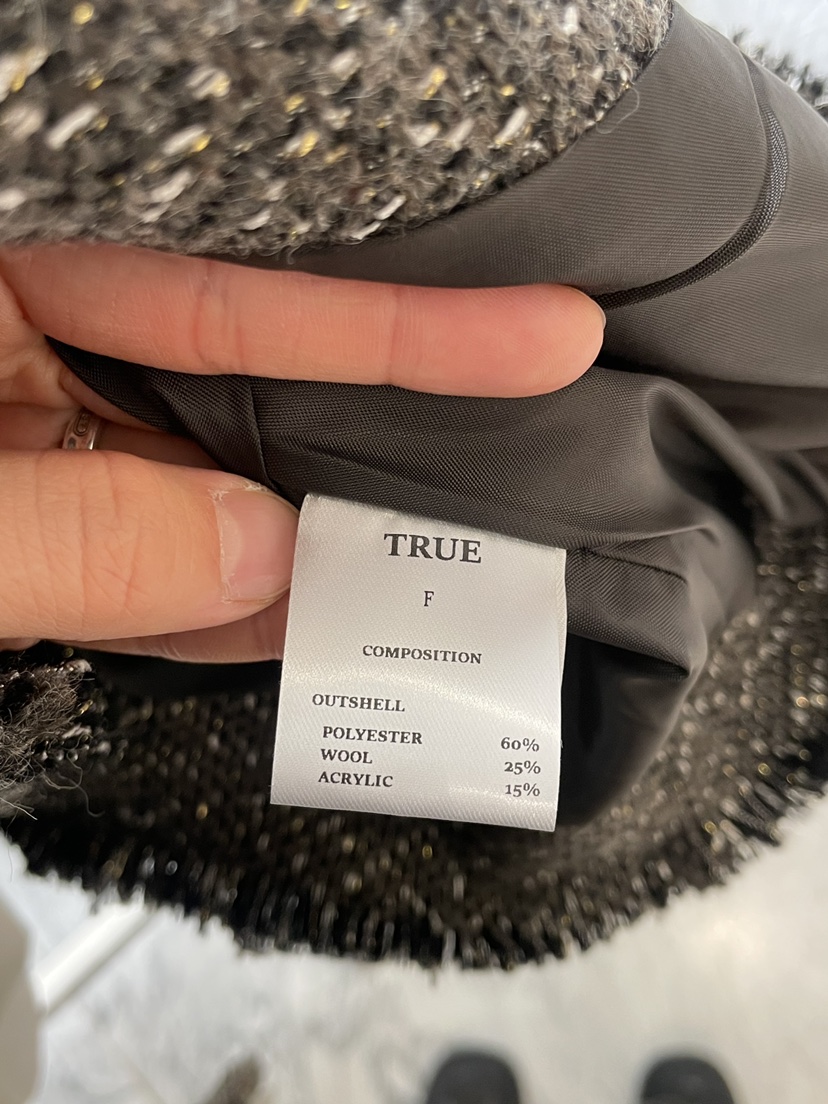 TRUE
F
COMPOSITION
OUTSHELL
POLYESTER 60%
WOOL 25%
ACRYLIC 15%